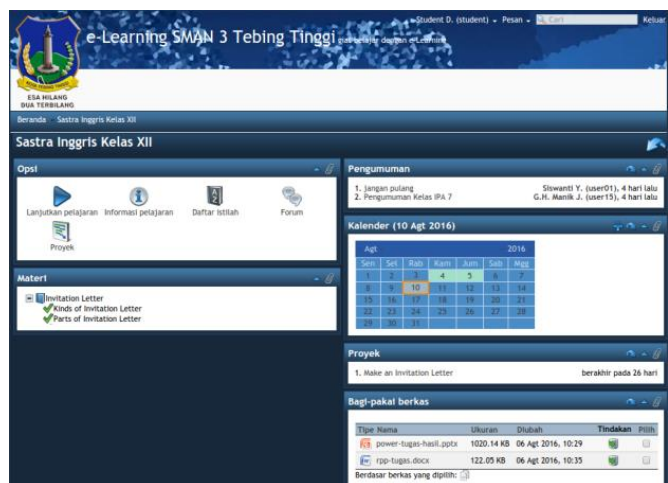 Student D. (student) Pesan Cari Keluar
e-Learning SMAN 3 Tebing Tinggi
ESA HILANG
DUA TERBILANG
Beranda Sastra Inggris Kelas XII
Sastra Inggris Kelas XII
Opsi
Lanjutkan pelajaran Informasi pelajaran Daftar istilah Forum
Proyek
Materi
Invitation Letter
Kinds of Invitation Letter
Parts of Invitation Letter
Pengumuman
1. jangan pulang Siswanti Y. (user01), 4 hari lalu
2. Pengumuman Kelas IPA 7 G.H. Manik J. (user15), 4 hari lalu
Kalender (10 Agt 2016)
Agt 2016
Sen Sel Rab Kam Jum Sab Mgg
1 2 3 4 5 6 7
8 9 10 11 12 13 14
15 16 17 18 19 20 21
22 23 24 25 26 27 28
29 30 31
Proyek
1. Make an Invitation Letter berakhir pada 26 hari
Bagi-pakai berkas
Tipe Nama Ukuran Diubah Tindakan Pilih
power-tugas-hasil.pptx 1020.14 KB 06 Agt 2016, 10:29
rpp-tugas.docx 122.05 KB 06 Agt 2016, 10:35
Berdasar berkas yang dipilih: